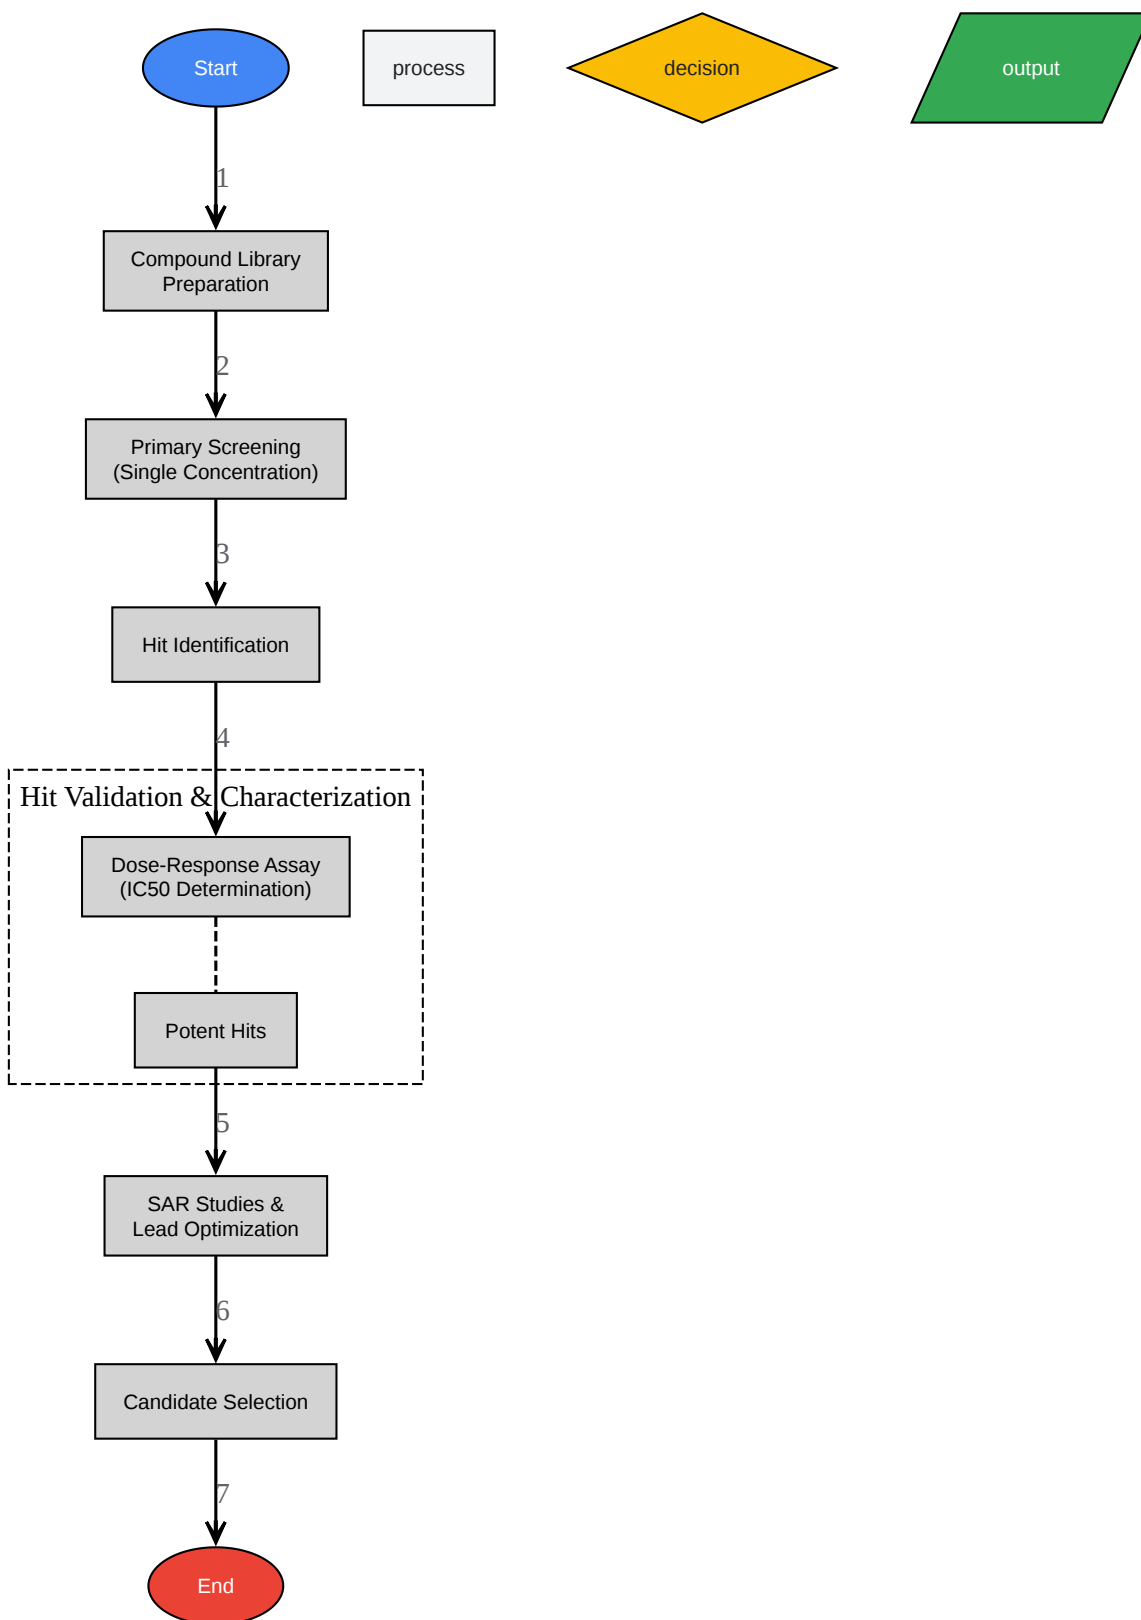 Start
process
decision
output
1
Compound Library
Preparation
2
Primary Screening
(Single Concentration)
3
Hit Identification
4
Hit Validation & Characterization
Dose-Response Assay
(IC50 Determination)
Potent Hits
5
SAR Studies &
Lead Optimization
6
Candidate Selection
7
End